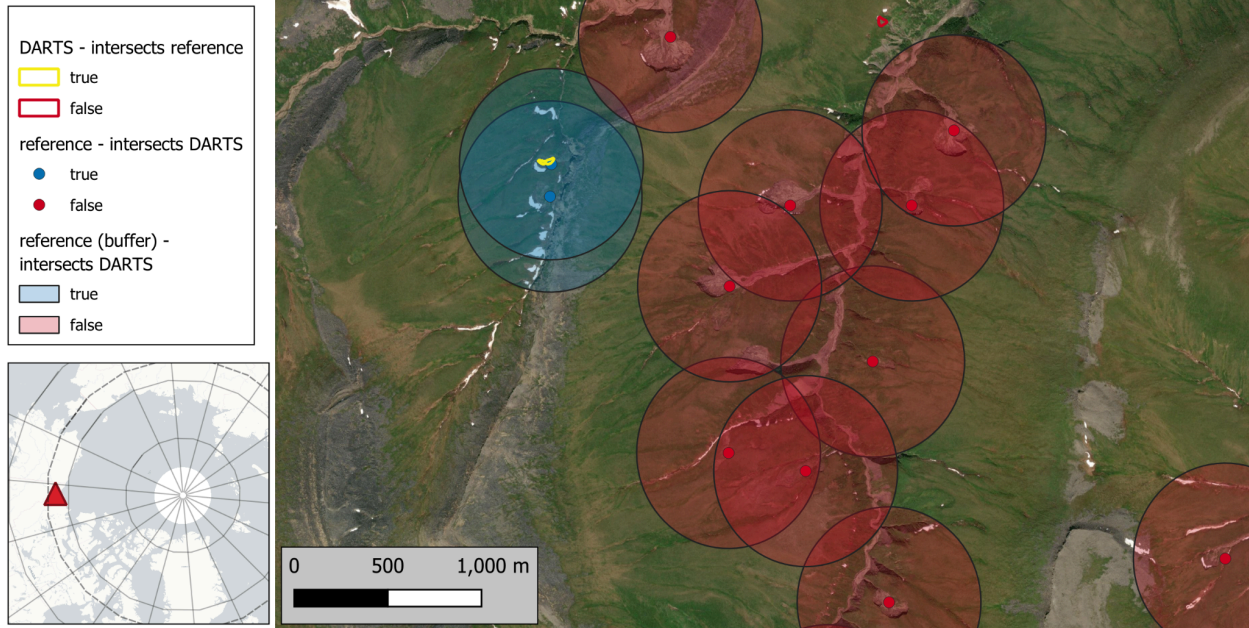 DARTS - intersects reference
true
false
reference - intersects DARTS
true
false
reference (buffer) -
intersects DARTS
true
false
0 500 1,000 m